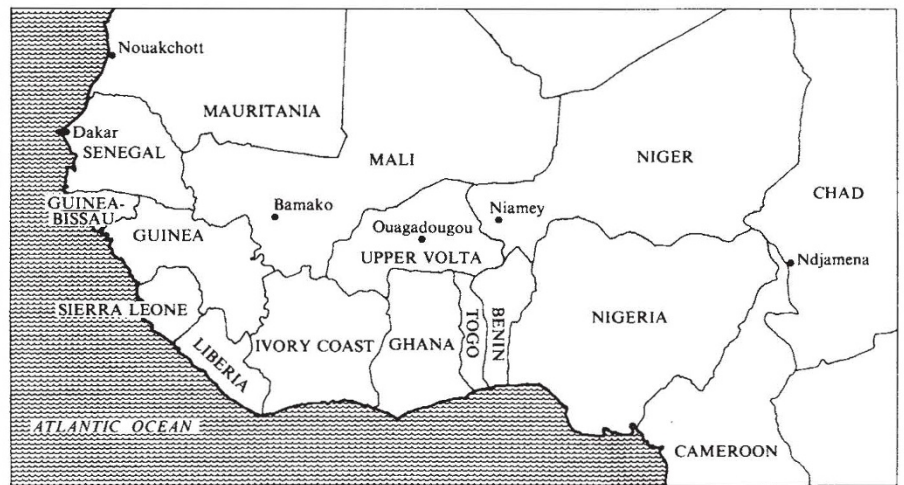 Nouakchott
MAURITANIA
Dakar
SENEGAL
MALI
NIGER
CHAD
GUINEA-
BISSAU
Bamako
Niamey
Ouagadougou
GUINEA
UPPER VOLTA
Ndjamena
SIERRA LEONE
LIBERIA
IVORY COAST
GHANA
TOGO
BENIN
NIGERIA
ATLANTIC OCEAN
CAMEROON